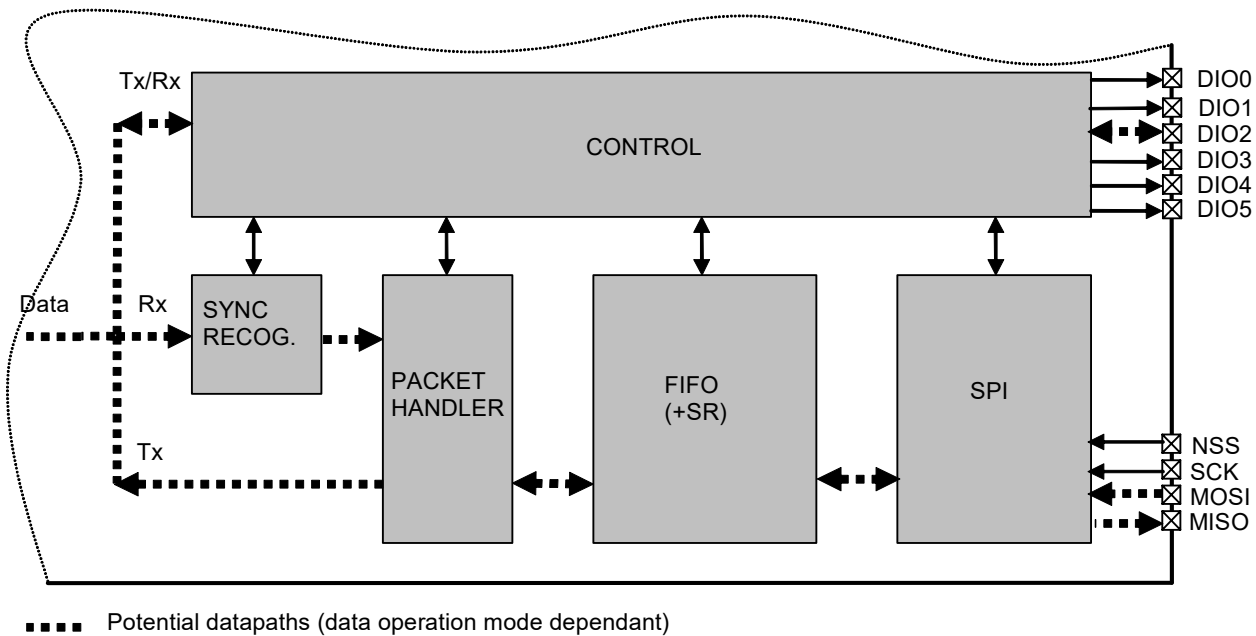 Tx/Rx
CONTROL
DIO0
DIO1
DIO2
DIO3
DIO4
DIO5
Data
Rx
SYNC
RECOG.
PACKET
HANDLER
FIFO
(+SR)
SPI
Tx
NSS
SCK
MOSI
MISO
Potential datapaths (data operation mode dependant)